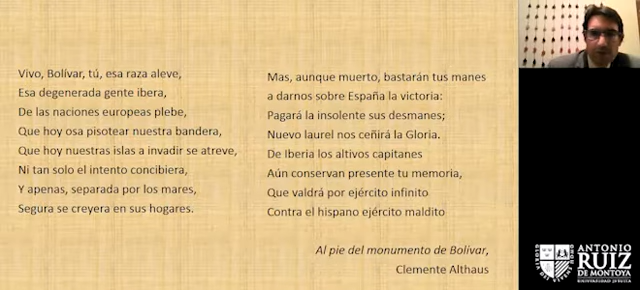 Vivo, Bolívar, tú, esa raza aleve,
Esa degenerada gente ibera,
De las naciones europeas plebe,
Que hoy osa pisotear nuestra bandera,
Que hoy nuestras islas a invadir se atreve,
Ni tan solo el intento concibiera,
Y apenas, separada por los mares,
Segura se creyera en sus hogares.
Mas, aunque muerto, bastarán tus manes
a darnos sobre España la victoria:
Pagará la insolente sus desmanes;
Nuevo laurel nos ceñirá la Gloria.
De Iberia los altivos capitanes
Aún conservan presente tu memoria,
Que valdrá por ejército infinito
Contra el hispano ejército maldito
Al pie del monumento de Bolívar,
Clemente Althaus
ANTONIO
RUIZ
DE MONTOYA
UNIVERSIDAD JESUITA